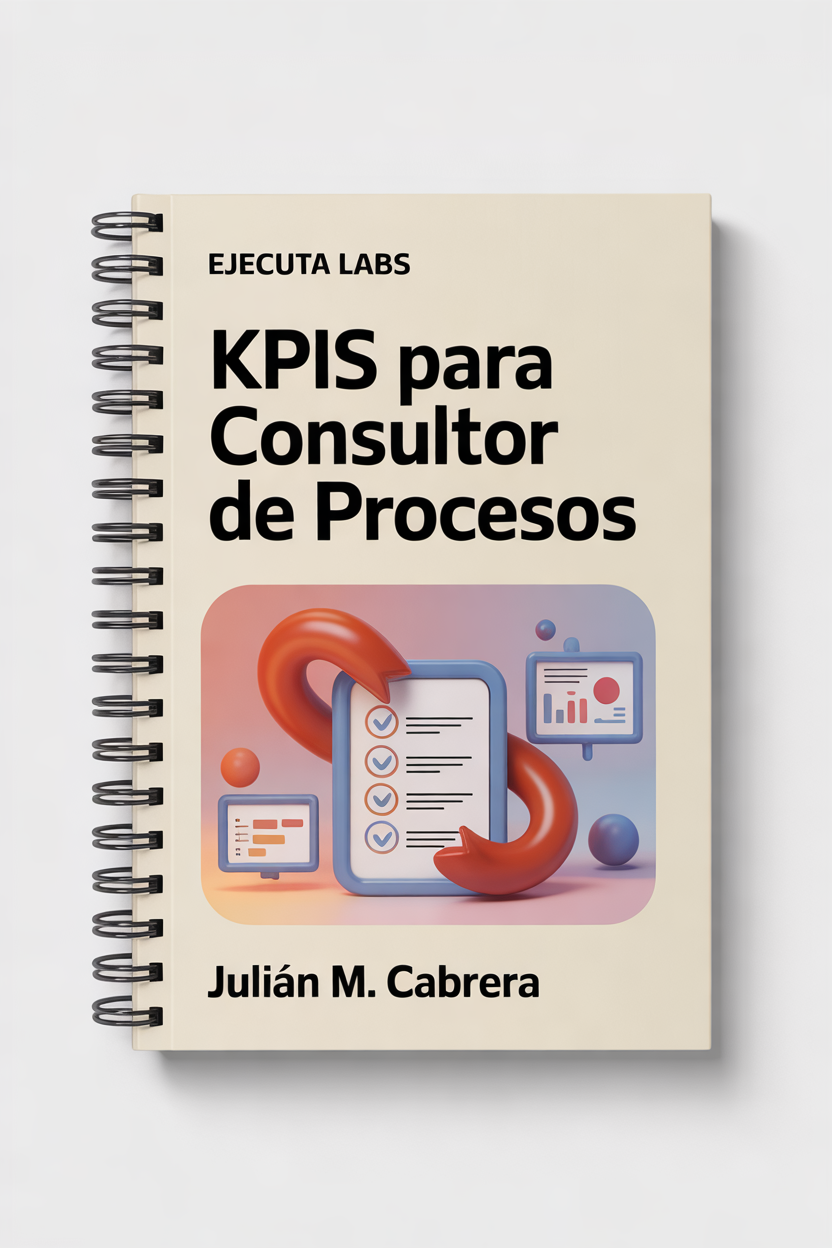 EJECUTA LABS
KPIS para
Consultor
de Procesos
Julián M. Cabrera